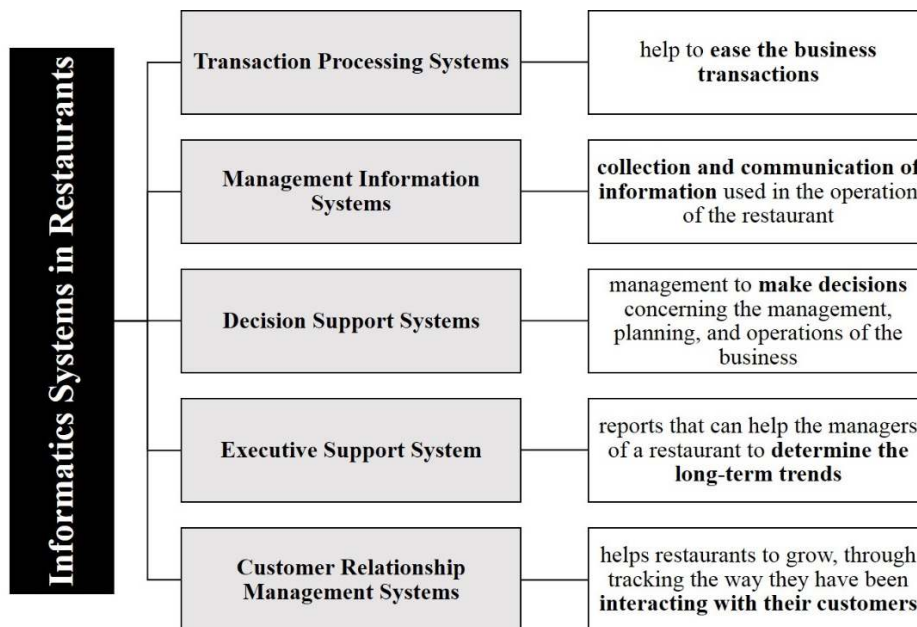 Informatics Systems in Restaurants
Transaction Processing Systems
help to ease the business
transactions
Management Information
Systems
collection and communication of
information used in the operation
of the restaurant
Decision Support Systems
management to make decisions
concerning the management,
planning, and operations of the
business
Executive Support System
reports that can help the managers
of a restaurant to determine the
long-term trends
Customer Relationship
Management Systems
helps restaurants to grow, through
tracking the way they have been
interacting with their customers